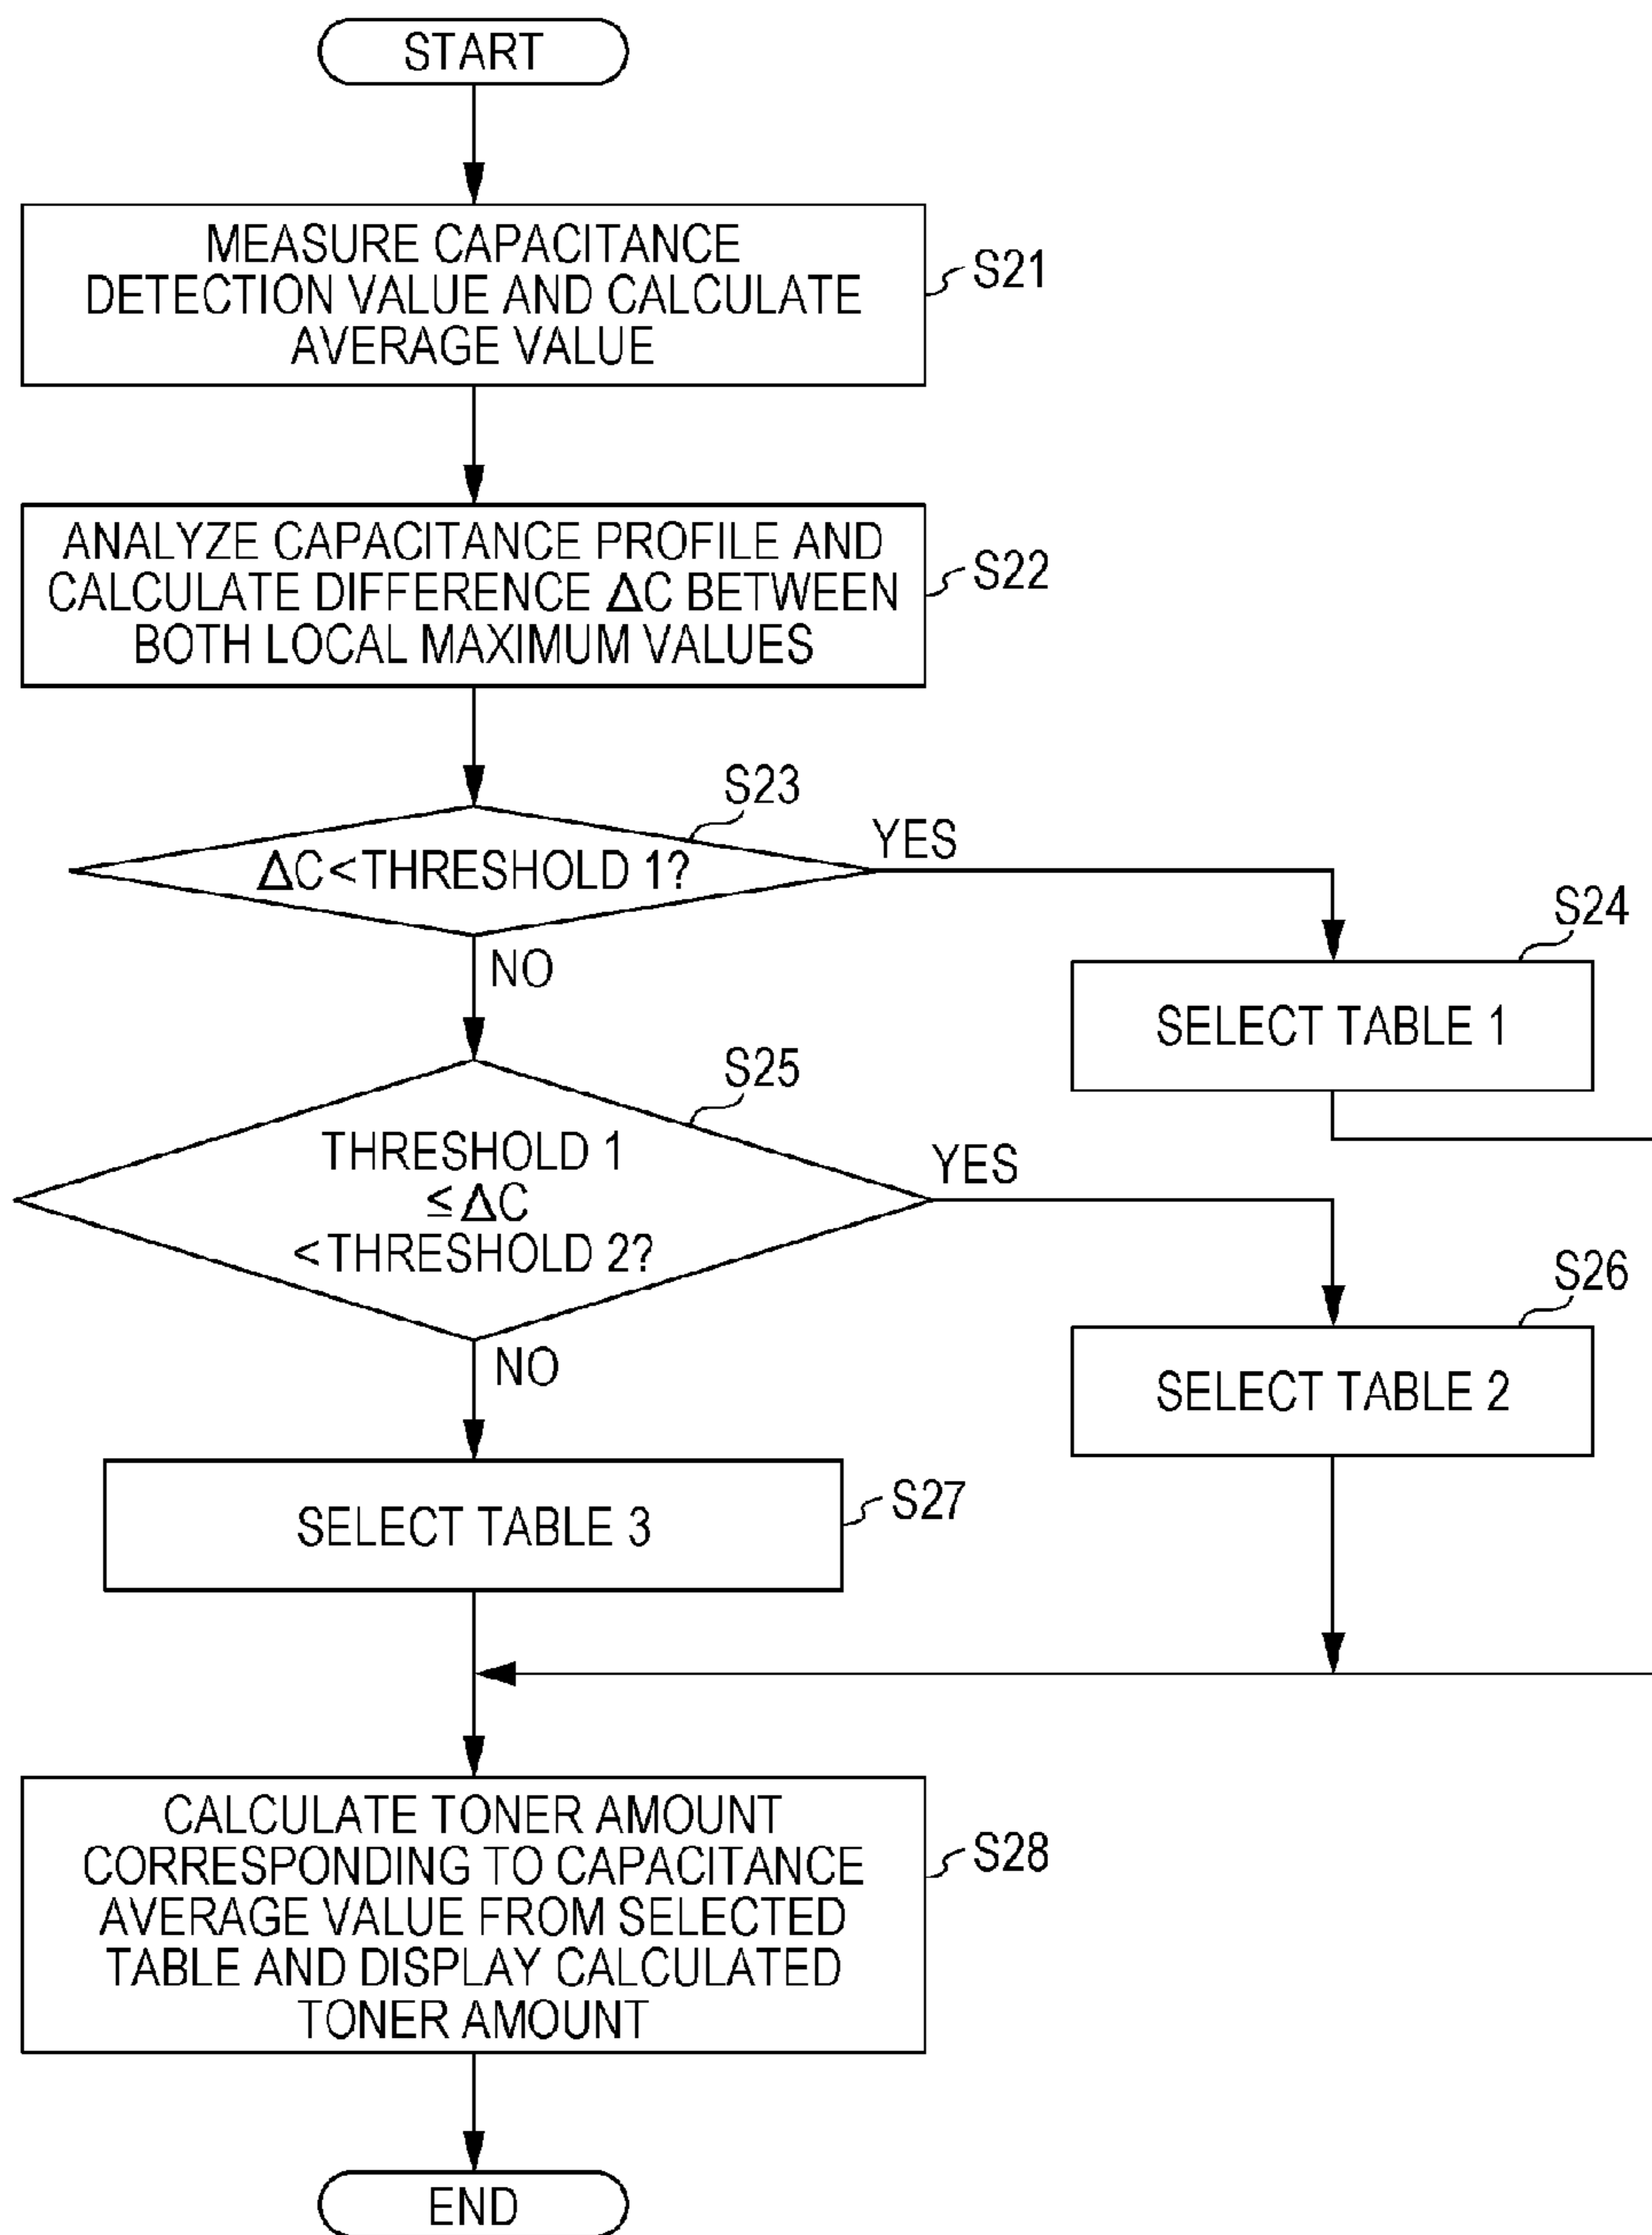 START
MEASURE CAPACITANCE
DETECTION VALUE AND CALCULATE
AVERAGE VALUE
S21
ANALYZE CAPACITANCE PROFILE AND
CALCULATE DIFFERENCE ΔC BETWEEN
BOTH LOCAL MAXIMUM VALUES
S22
S23
ΔC<THRESHOLD 1?
YES
NO
S24
SELECT TABLE 1
S25
THRESHOLD 1
≤ ΔC
<THRESHOLD 2?
YES
NO
S26
SELECT TABLE 2
SELECT TABLE 3
S27
CALCULATE TONER AMOUNT
CORRESPONDING TO CAPACITANCE
AVERAGE VALUE FROM SELECTED
TABLE AND DISPLAY CALCULATED
TONER AMOUNT
S28
END